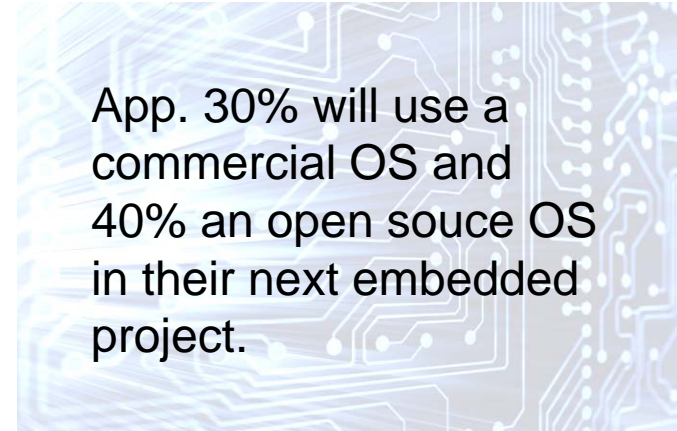 App. 30% will use a
commercial OS and
40% an open souce OS
in their next embedded
project.